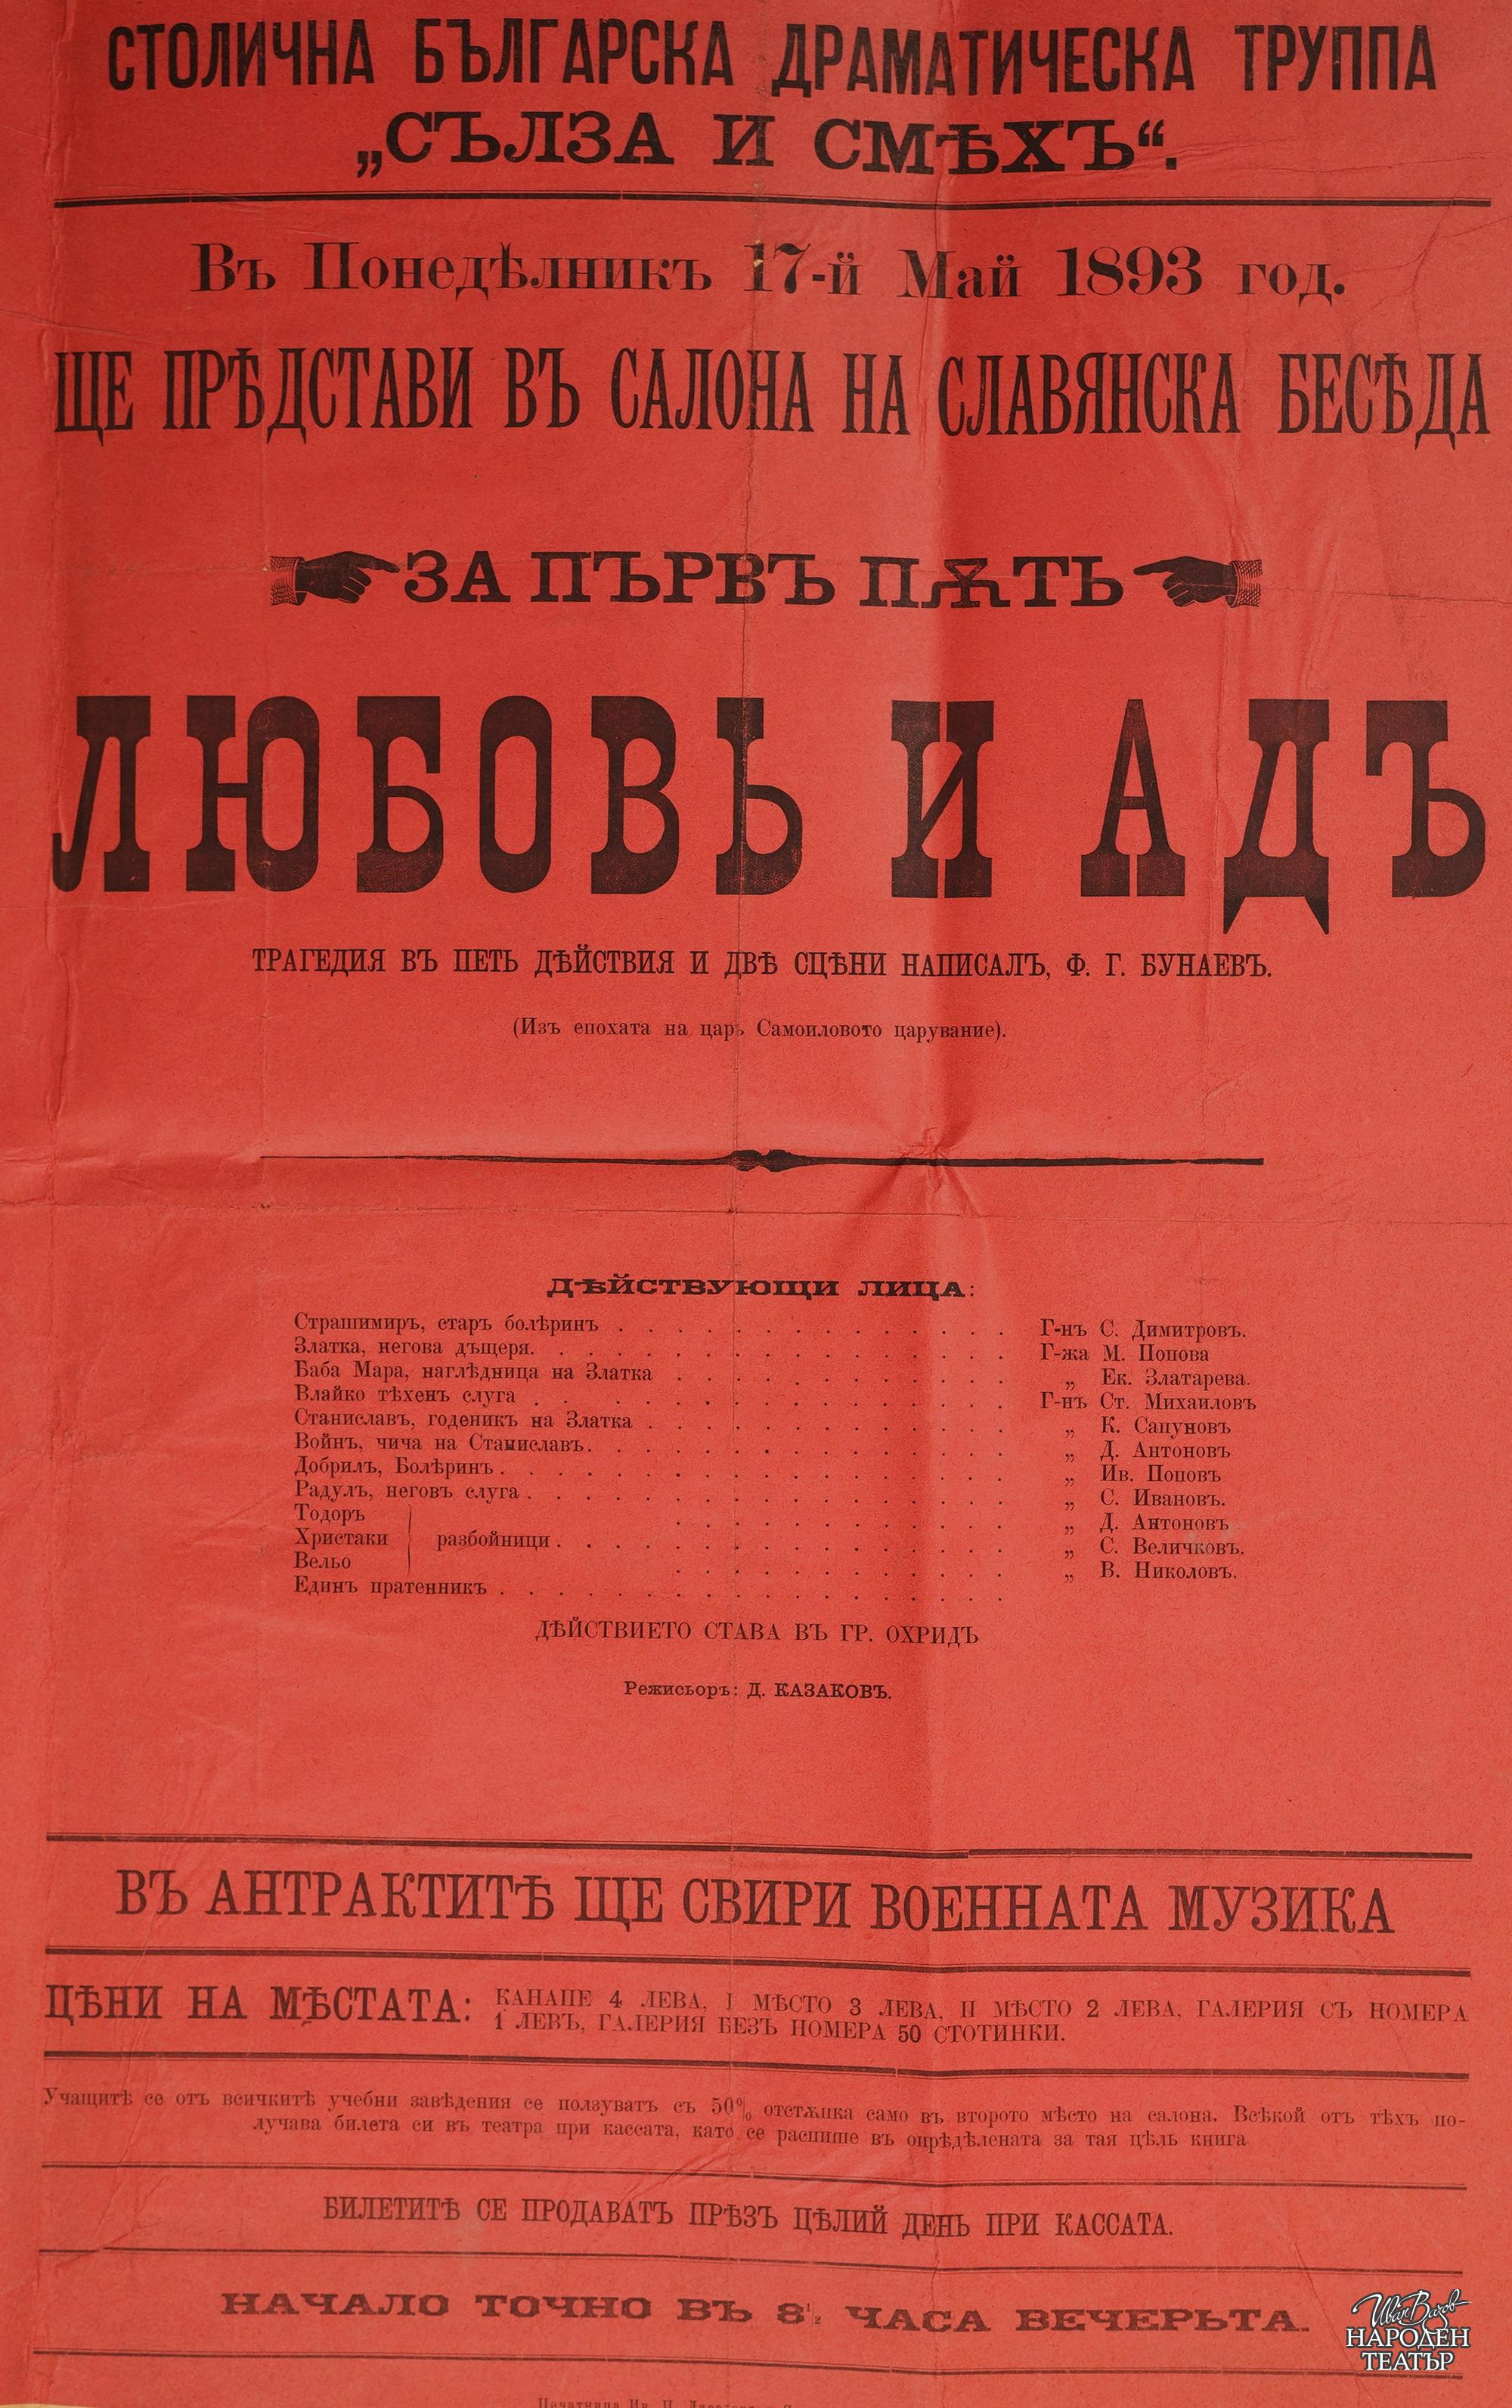 СТОЛИЧНА БЪЛГАРСКА ДРАМАТИЧЕСКА ТРУППА
„СЪЛЗА И СМѢХЪ“.
Въ Понедѣлникъ 17-й Май 1893 год.
ЩЕ ПРѢДСТАВИ ВЪ САЛОНА НА СЛАВЯНСКА БЕСѢДА
ЗА ПЪРВЪ ПѪТЬ
ЛЮБОВЬ И АДЪ
ТРАГЕДИЯ ВЪ ПЕТЬ ДѢЙСТВИЯ И ДВѢ СЦѢНИ НАПИСАЛЪ, Ф. Г. БУНАЕВЪ.
(Изъ епохата на царь Самоиловото царувание).
ДѢЙСТВУЮЩИ ЛИЦА:
Страшимиръ, старъ болѣринъ . . . . . . . . . . . . . . Г-нъ С. Димитровъ.
Златка, негова дъщеря. . . . . . . . . . . . . . . . Г-жа М. Попова
Баба Мара, наглѣдница на Златка . . . . . . . . . . . . „ Ек. Златарева.
Влайко тѣхенъ слуга . . . . . . . . . . . . . . . . Г-нъ Ст. Михаиловъ
Станиславъ, годеникъ на Златка . . . . . . . . . . . . . „ К. Сапуновъ
Войнъ, чича на Станиславъ. . . . . . . . . . . . . . . „ Д. Антоновъ
Добрилъ, Болѣринъ . . . . . . . . . . . . . . . . . . „ Ив. Поповъ
Радулъ, неговъ слуга . . . . . . . . . . . . . . . . . „ С. Ивановъ.
Тодоръ . . . . . . . . . . . . „ Д. Антоновъ
Христаки разбойници . . . . . . . . . . . . . . . . „ С. Величковъ.
Вельо . . . . . . . . . . . . „ В. Николовъ.
Единъ пратенникъ . . . . . . . . . . . . . . . . . .
ДѢЙСТВИЕТО СТАВА ВЪ ГР. ОХРИДЪ
Режисьоръ: Д. КАЗАКОВЪ.
ВЪ АНТРАКТИТѢ ЩЕ СВИРИ ВОЕННАТА МУЗИКА
ЦѢНИ НА МѢСТАТА: КАНАПЕ 4 ЛЕВА, I МѢСТО 3 ЛЕВА, II МѢСТО 2 ЛЕВА, ГАЛЕРИЯ СЪ НОМЕРА
1 ЛЕВЪ, ГАЛЕРИЯ БЕЗЪ НОМЕРА 50 СТОТИНКИ.
Учащитѣ се отъ всичкитѣ учебни завѣдения се ползуватъ съ 50% отстѫпка само въ второто мѣсто на салона. Всѣкой отъ тѣхъ по-
лучава билета си въ театра при кассата, като се распише въ опрѣдѣлената за тая цѣль книга
БИЛЕТИТѢ СЕ ПРОДАВАТЪ ПРѢЗЪ ЦѢЛИЙ ДЕНЬ ПРИ КАССАТА.
НАЧАЛО ТОЧНО ВЪ 8½ ЧАСА ВЕЧЕРЬТА.
Иван Вазов
НАРОДЕН
ТЕАТЪР
Печатница Ив. П.